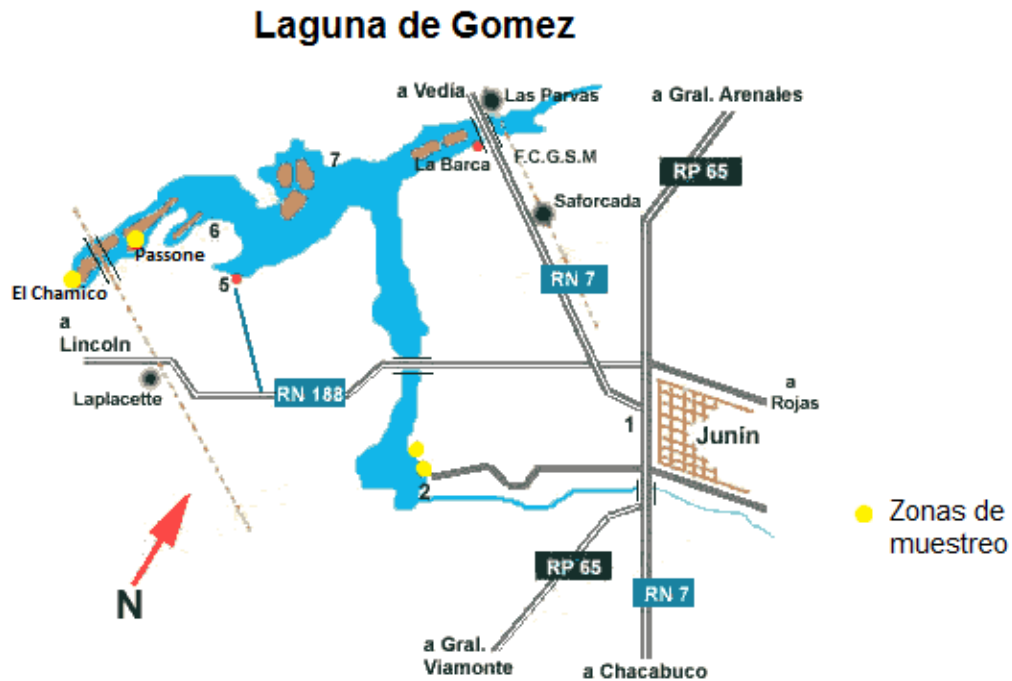 Laguna de Gomez
a Vedía
Las Parvas
a Gral. Arenales
7
La Barca
F.C.G.S.M
RP 65
Saforcada
6
Passone
El Chamico
5
RN 7
a
Lincoln
Laplacette
RN 188
a
Rojas
1
Junín
2
Zonas de
muestreo
N
RP 65
RN 7
a Gral.
Viamonte
a Chacabuco